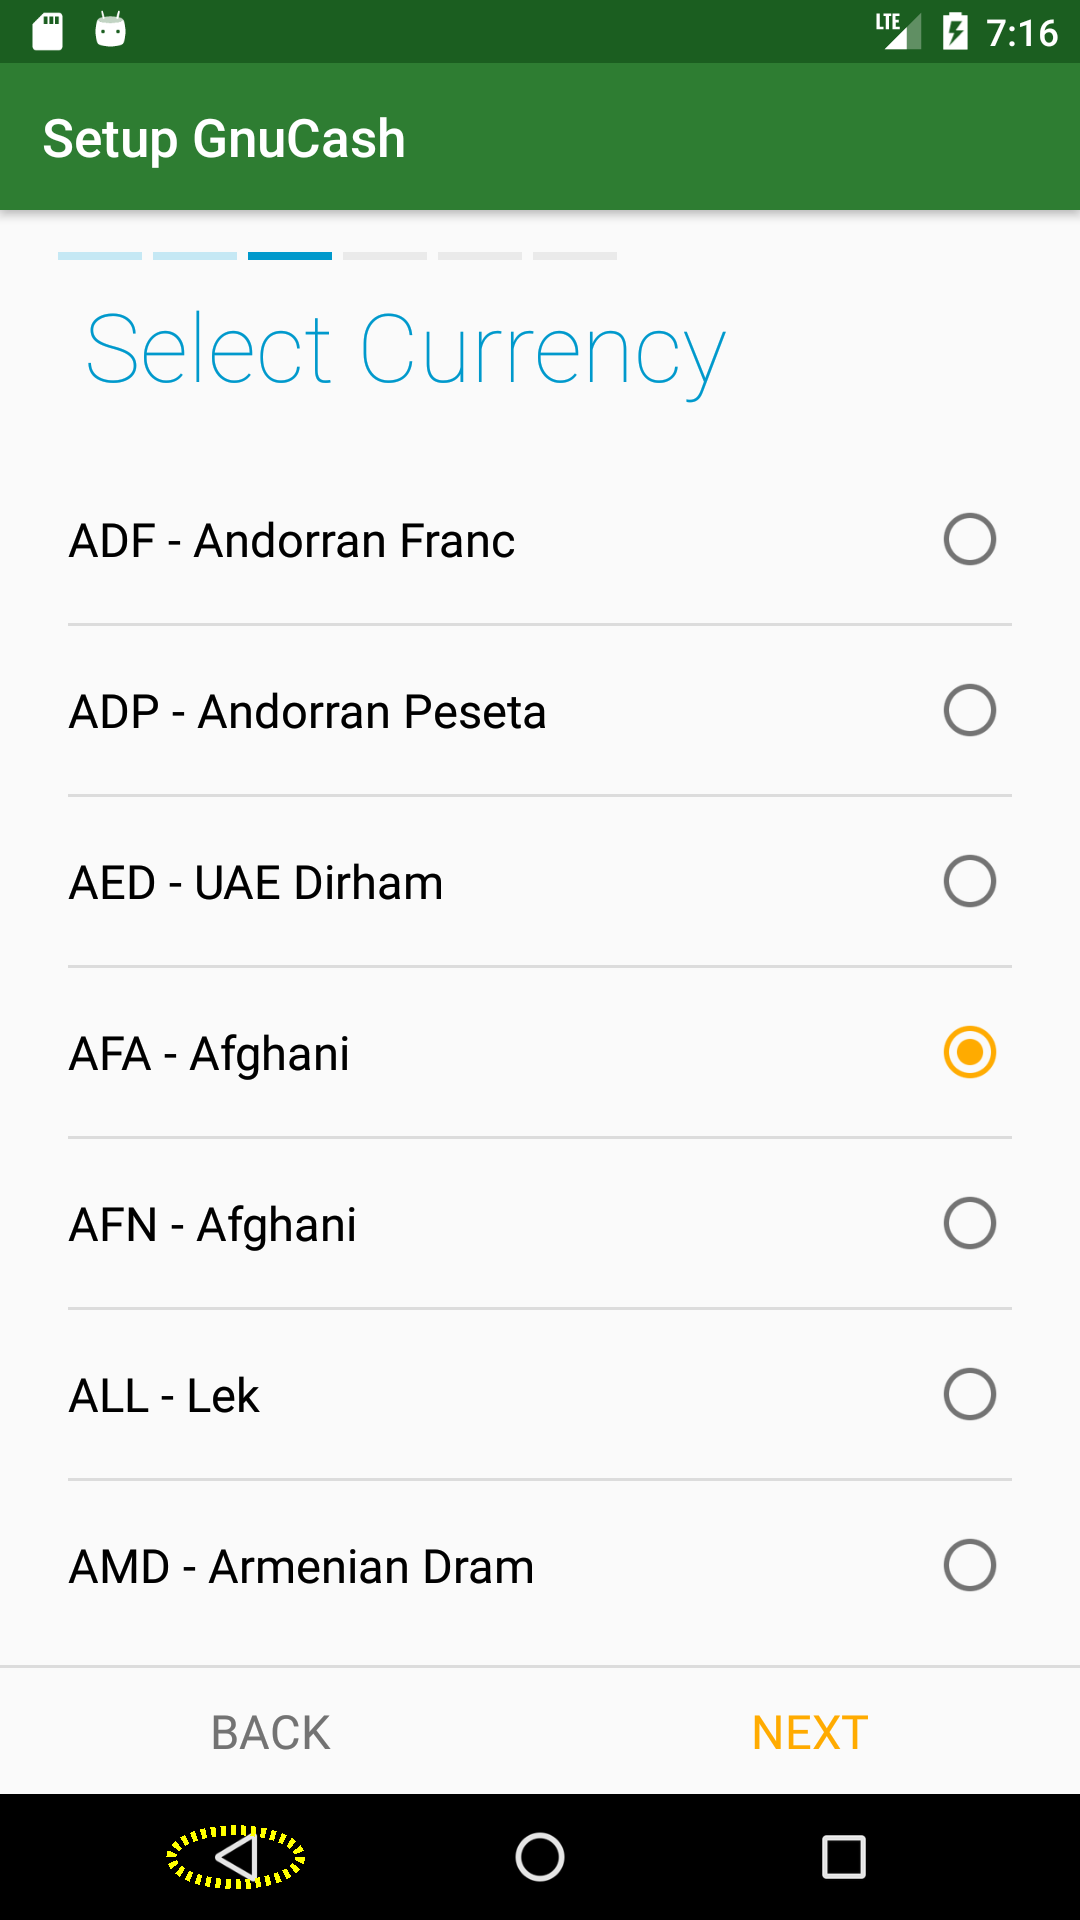 LTE 7:16
Setup GnuCash
Select Currency
ADF - Andorran Franc
ADP - Andorran Peseta
AED - UAE Dirham
AFA - Afghani
AFN - Afghani
ALL - Lek
AMD - Armenian Dram
BACK NEXT